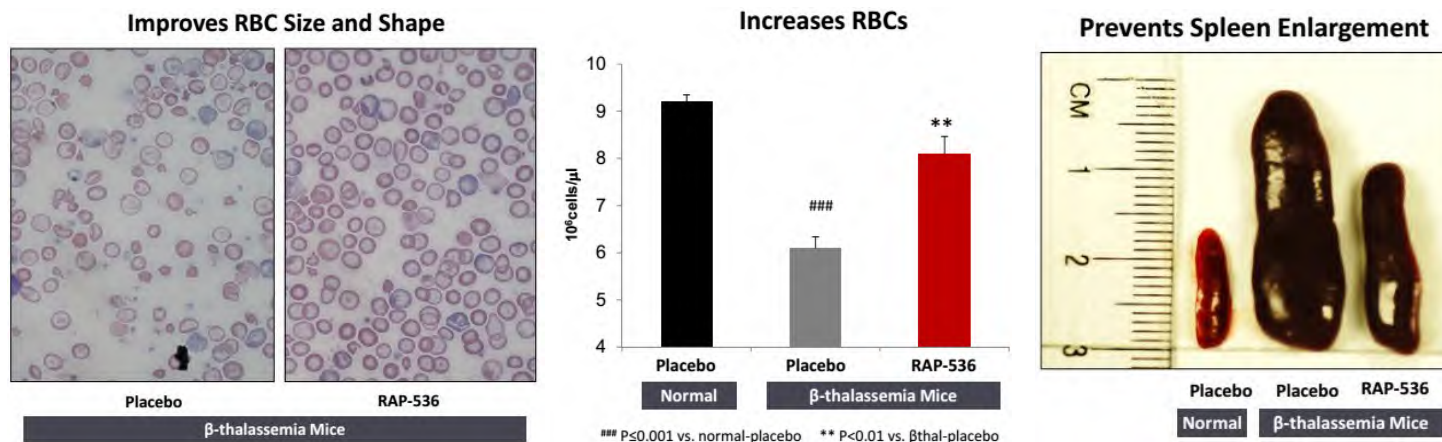 Improves RBC Size and Shape
Placebo
RAP-536
β-thalassemia Mice
Increases RBCs
10⁶cells/µl
10
9
8
7
6
5
4
###
**
Placebo
Placebo
RAP-536
Normal
β-thalassemia Mice
### P≤0.001 vs. normal-placebo ** P<0.01 vs. βthal-placebo
Prevents Spleen Enlargement
CM
1
2
3
Placebo
Placebo
RAP-536
Normal
β-thalassemia Mice